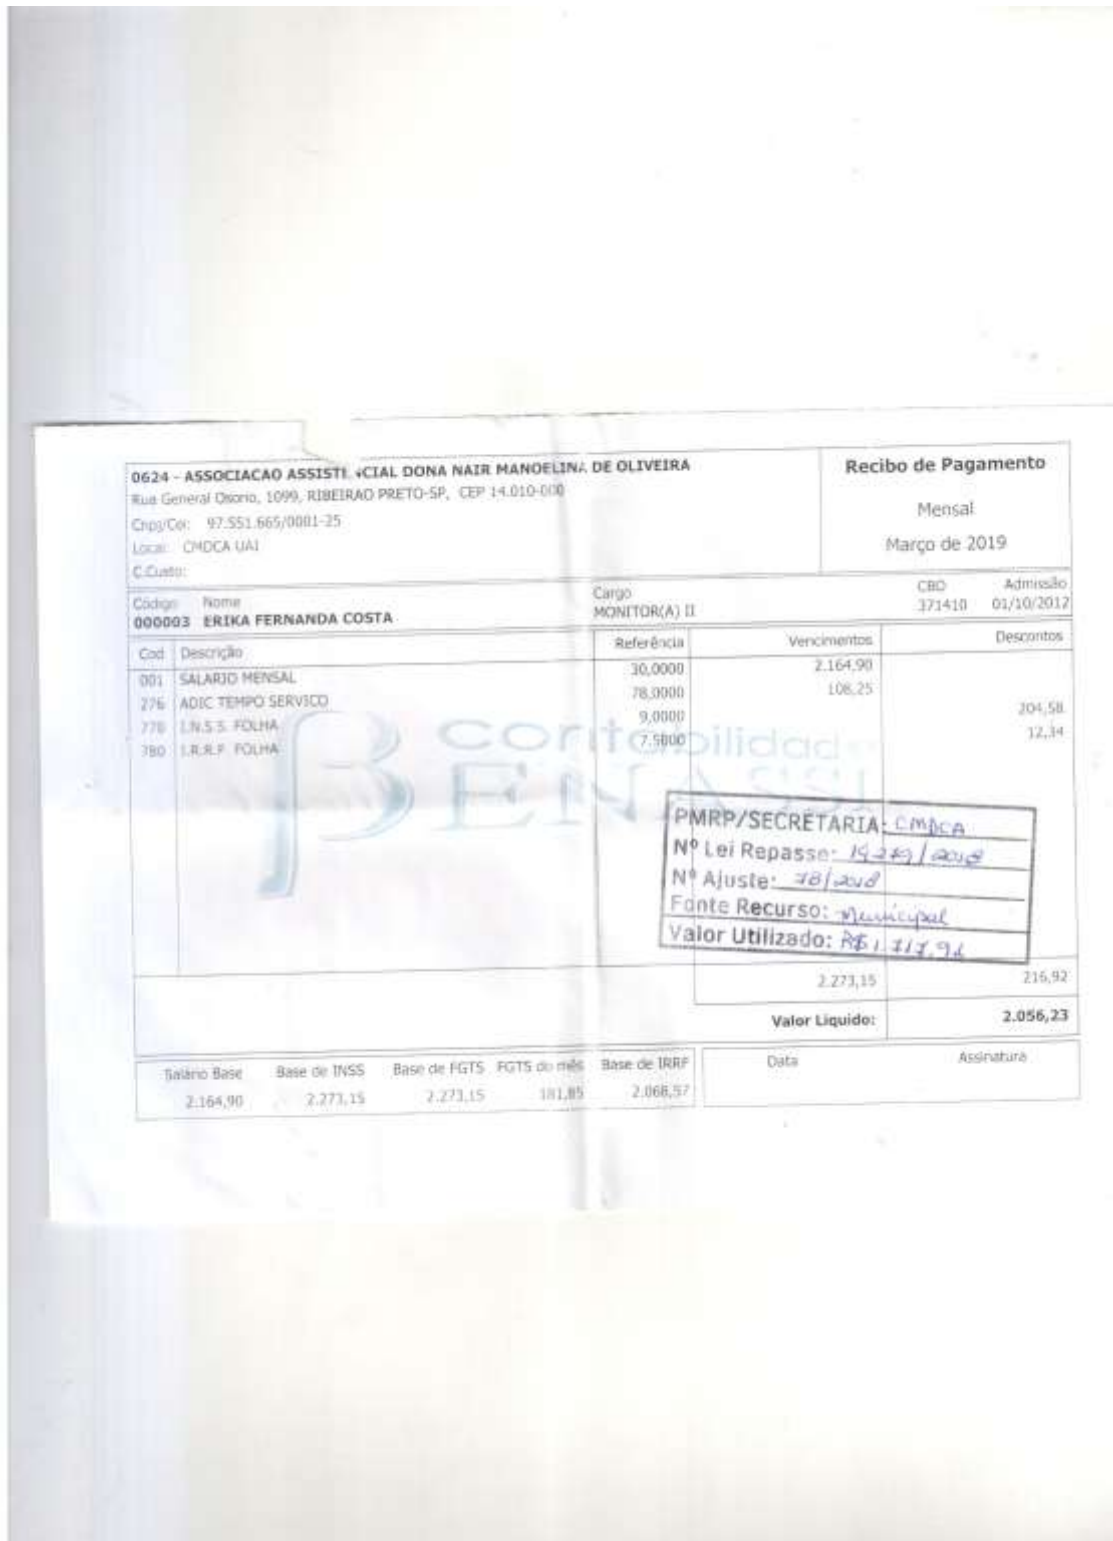 0624 - ASSOCIACAO ASSISTE NCIAL DONA NAIR MANOELINA DE OLIVEIRA
Rua General Osorio, 1099, RIBEIRAO PRETO-SP, CEP 14.010-000
Cnpj/Cei: 97.551.665/0001-25
Local: CMDCA UAI
C.Custo:
Recibo de Pagamento
Mensal
Março de 2019
Código Nome Cargo CBO Admissão
000003 ERIKA FERNANDA COSTA MONITOR(A) II 371410 01/10/2012
Cod Descrição Referência Vencimentos Descontos
001 SALARIO MENSAL 30,0000 2.164,90
276 ADIC TEMPO SERVICO 78,0000 108,25
I.N.S.S. FOLHA 9,0000 204,58
780 I.R.R.F. FOLHA 7,5000 12,34
contabilidade
BENASSI
PMRP/SECRETARIA: CMDCA
Nº Lei Repasse: /2018
Nº Ajuste: 78/2018
Fonte Recurso: Municipal
Valor Utilizado: R$
2.273,15 216,92
Valor Liquido: 2.056,23
Salário Base Base de INSS Base de FGTS FGTS do mês Base de IRRF Data Assinatura
2.164,90 2.273,15 2.273,15 181,85 2.068,57